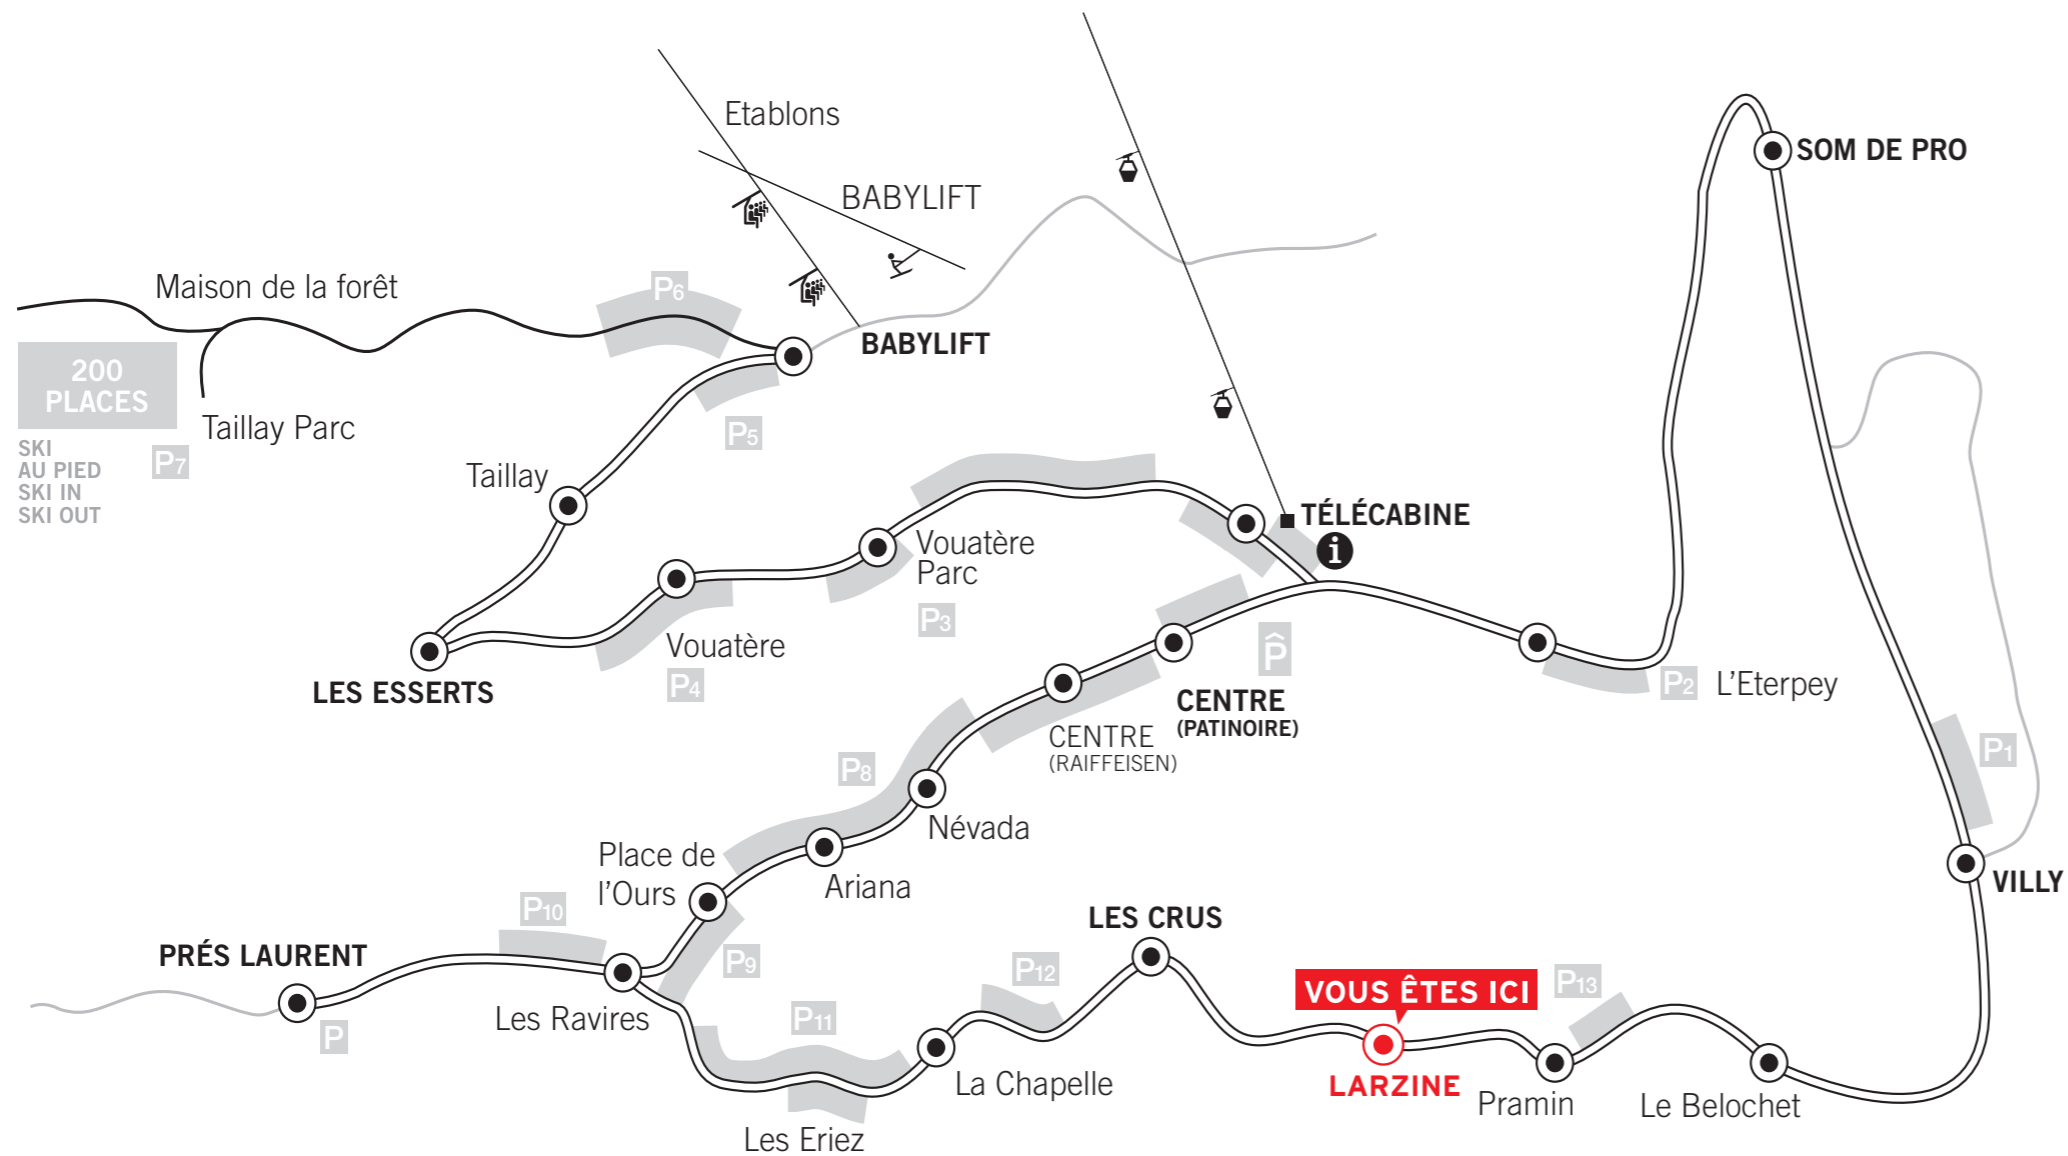 Etablons
SOM DE PRO
BABYLIFT
Maison de la forêt
P6
BABYLIFT
200
PLACES
Taillay Parc
P5
SKI
AU PIED
SKI IN
SKI OUT
P7
Taillay
TÉLÉCABINE
i
Vouatère
Parc
P3
Vouatère
P4
LES ESSERTS
P
P2 L'Eterpey
CENTRE
(PATINOIRE)
CENTRE
(RAIFFEISEN)
P1
P8
Névada
Place de
l'Ours
Ariana
VILLY
P10
LES CRUS
PRÉS LAURENT
P9
P12
VOUS ÊTES ICI
P13
Les Ravires
P11
P
La Chapelle
LARZINE
Pramin
Le Belochet
Les Eriez